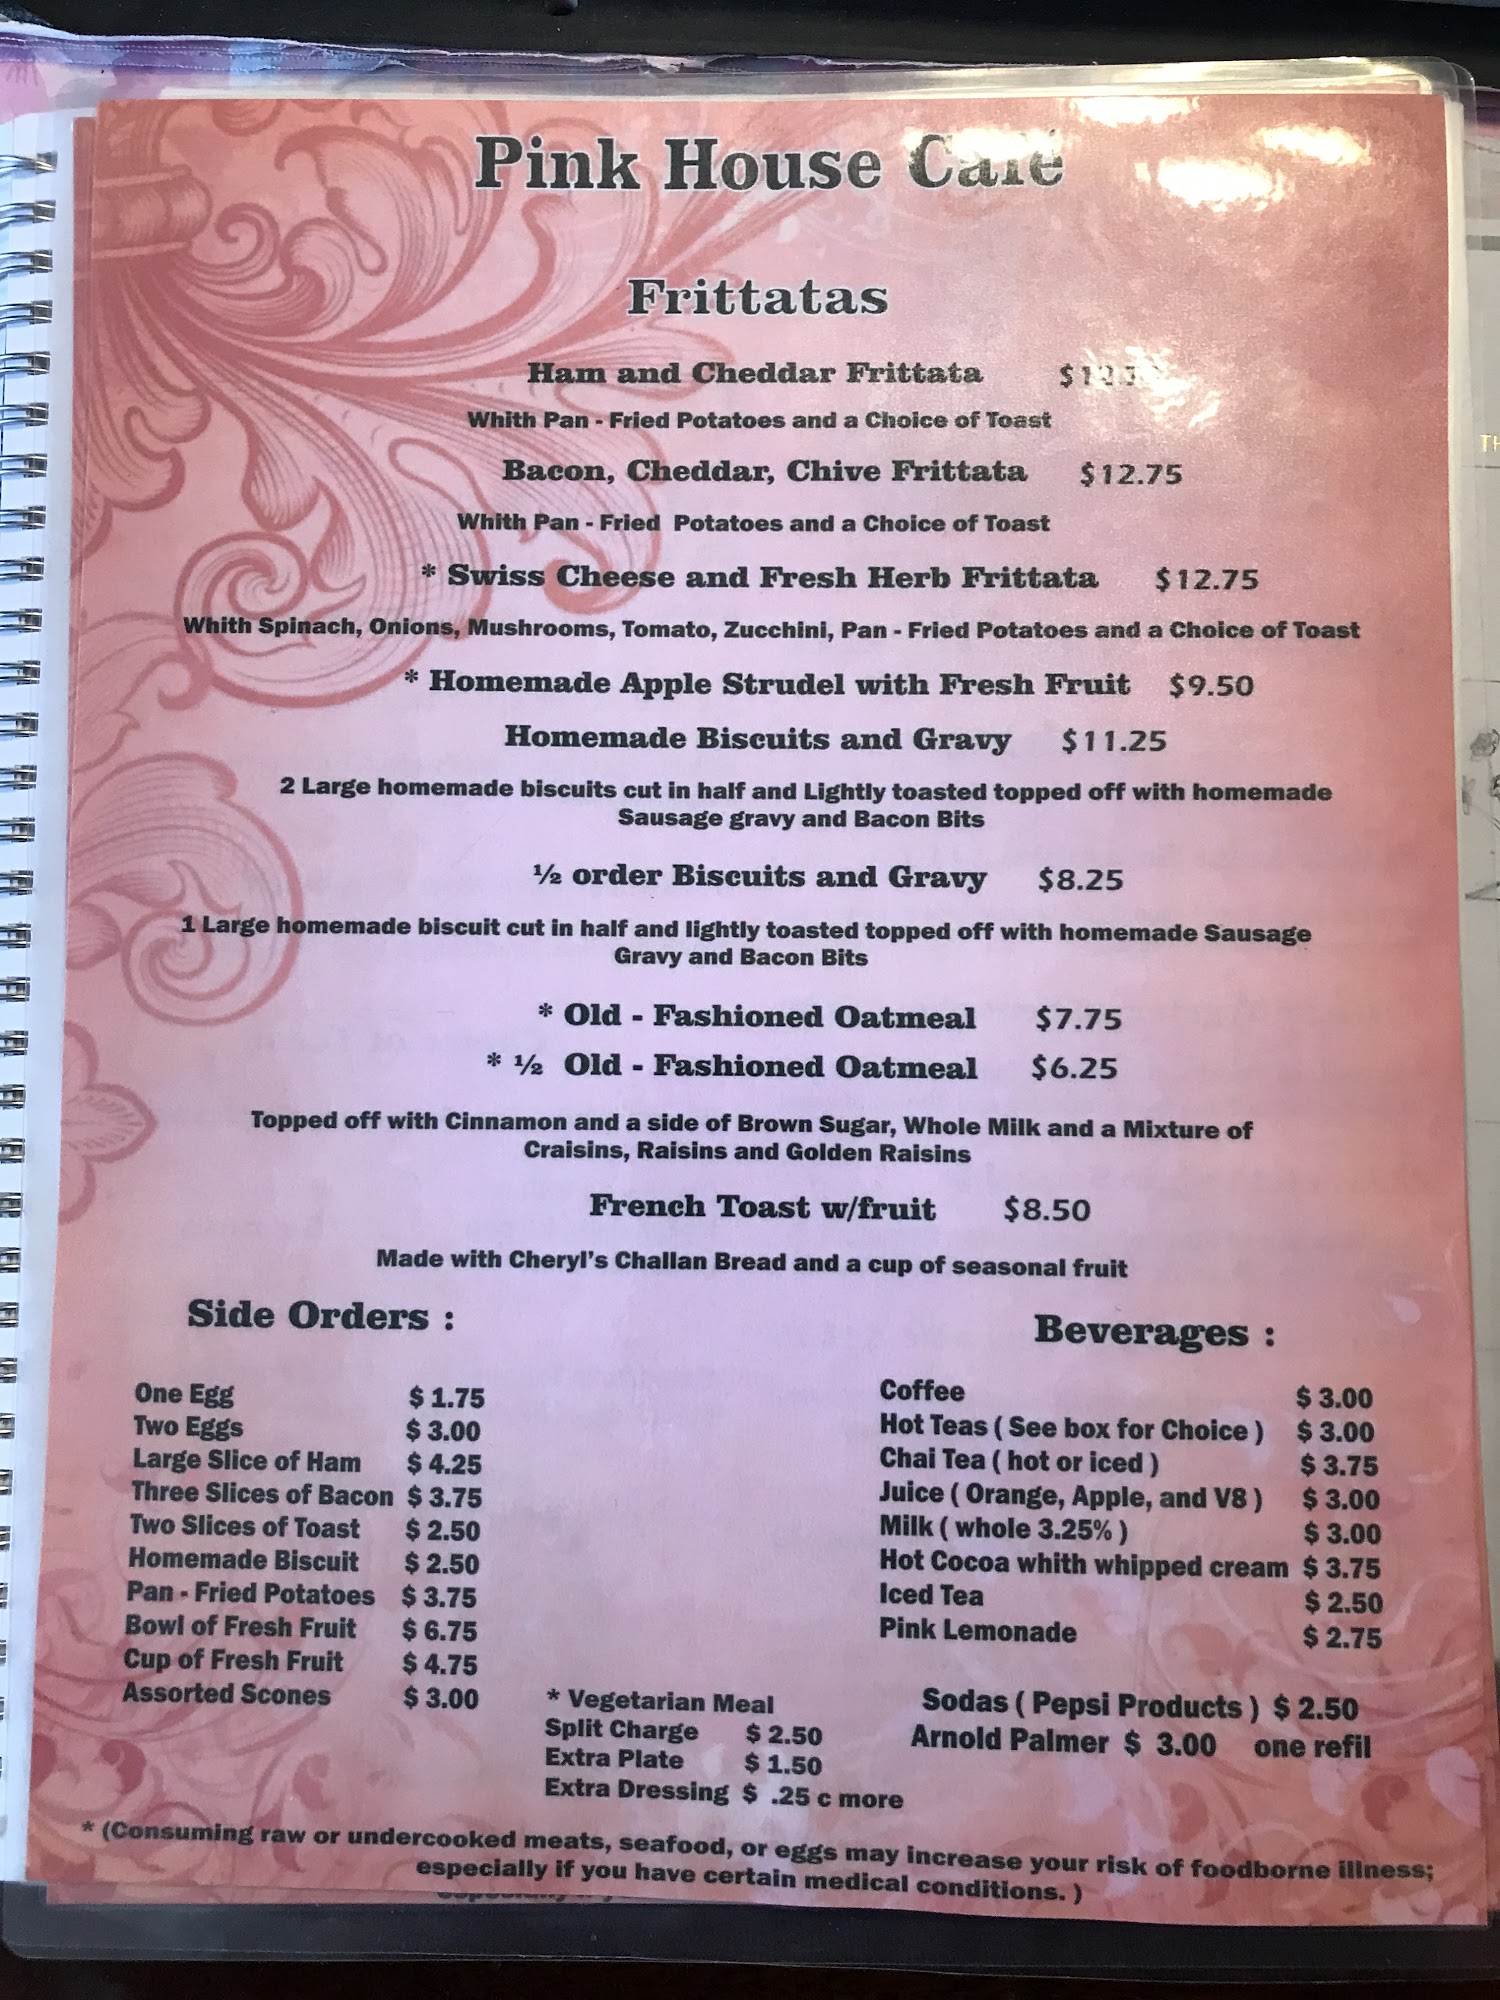 Pink House Café
Frittatas
Ham and Cheddar Frittata
Whith Pan - Fried Potatoes and a Choice of Toast
Bacon, Cheddar, Chive Frittata $12.75
Whith Pan - Fried Potatoes and a Choice of Toast
* Swiss Cheese and Fresh Herb Frittata $12.75
Whith Spinach, Onions, Mushrooms, Tomato, Zucchini, Pan - Fried Potatoes and a Choice of Toast
* Homemade Apple Strudel with Fresh Fruit $9.50
Homemade Biscuits and Gravy $11.25
2 Large homemade biscuits cut in half and Lightly toasted topped off with homemade
Sausage gravy and Bacon Bits
½ order Biscuits and Gravy $8.25
1 Large homemade biscuit cut in half and lightly toasted topped off with homemade Sausage
Gravy and Bacon Bits
* Old - Fashioned Oatmeal $7.75
* ½ Old - Fashioned Oatmeal $6.25
Topped off with Cinnamon and a side of Brown Sugar, Whole Milk and a Mixture of
Craisins, Raisins and Golden Raisins
French Toast w/fruit $8.50
Made with Cheryl's Challan Bread and a cup of seasonal fruit
Side Orders :
One Egg $ 1.75
Two Eggs $ 3.00
Large Slice of Ham $ 4.25
Three Slices of Bacon $ 3.75
Two Slices of Toast $ 2.50
Homemade Biscuit $ 2.50
Pan - Fried Potatoes $ 3.75
Bowl of Fresh Fruit $ 6.75
Cup of Fresh Fruit $ 4.75
Assorted Scones $ 3.00
* Vegetarian Meal
Split Charge $ 2.50
Extra Plate $ 1.50
Extra Dressing $ .25 c more
Beverages :
Coffee $ 3.00
Hot Teas ( See box for Choice ) $ 3.00
Chai Tea ( hot or iced ) $ 3.75
Juice ( Orange, Apple, and V8 ) $ 3.00
Milk ( whole 3.25% ) $ 3.00
Hot Cocoa whith whipped cream $ 3.75
Iced Tea $ 2.50
Pink Lemonade $ 2.75
Sodas ( Pepsi Products ) $ 2.50
Arnold Palmer $ 3.00 one refil
* (Consuming raw or undercooked meats, seafood, or eggs may increase your risk of foodborne illness;
especially if you have certain medical conditions. )